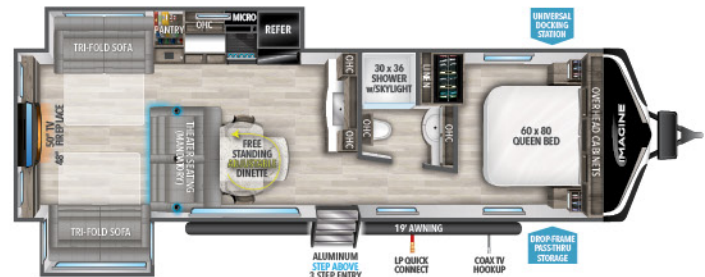 MICRO
OHC
PANTRY
REFER
TRI-FOLD SOFA
UNIVERSAL
DOCKING
STATION
30 x 36
SHOWER
w/SKYLIGHT
OHC
LINEN
50" TV
48" FIREPLACE
THEATER SEATING
(MANDATORY)
FREE
STANDING
ADJUSTABLE
DINETTE
OHC
OHC
60 x 80
QUEEN BED
OVERHEAD CABINETS
IMAGINE
TRI-FOLD SOFA
19' AWNING
ALUMINUM
STEP ABOVE
3 STEP ENTRY
LP QUICK
CONNECT
COAX TV
HOOKUP
DROP-FRAME
PASS-THRU
STORAGE